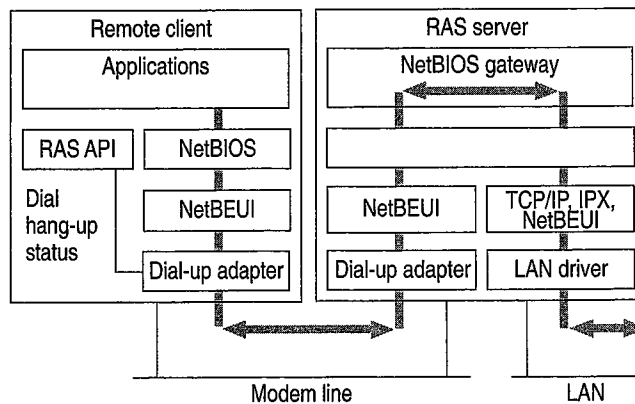 Remote client
Applications
RAS API
NetBIOS
Dial
hang-up
status
NetBEUI
Dial-up adapter
RAS server
NetBIOS gateway
NetBEUI
TCP/IP, IPX,
NetBEUI
Dial-up adapter
LAN driver
Modem line
LAN